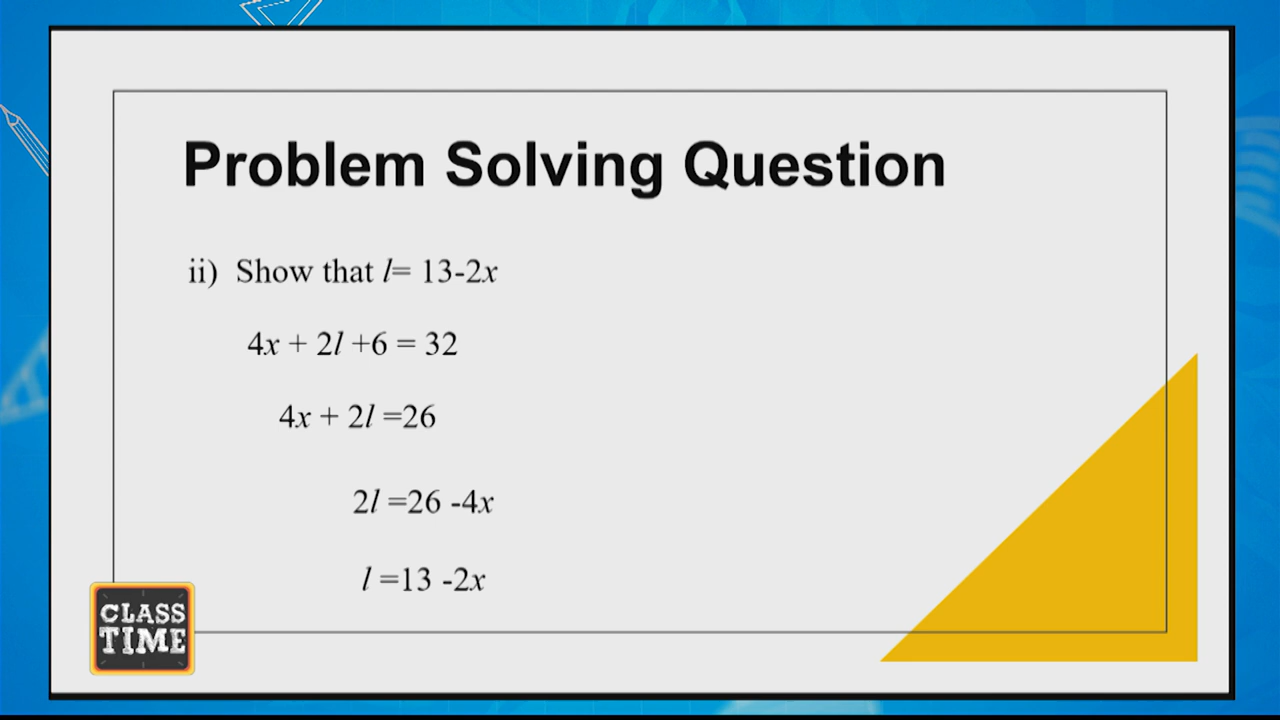 Problem Solving Question
ii) Show that l= 13-2x
4x + 2l +6 = 32
4x + 2l =26
2l =26 -4x
l =13 -2x
CLASS
TIME